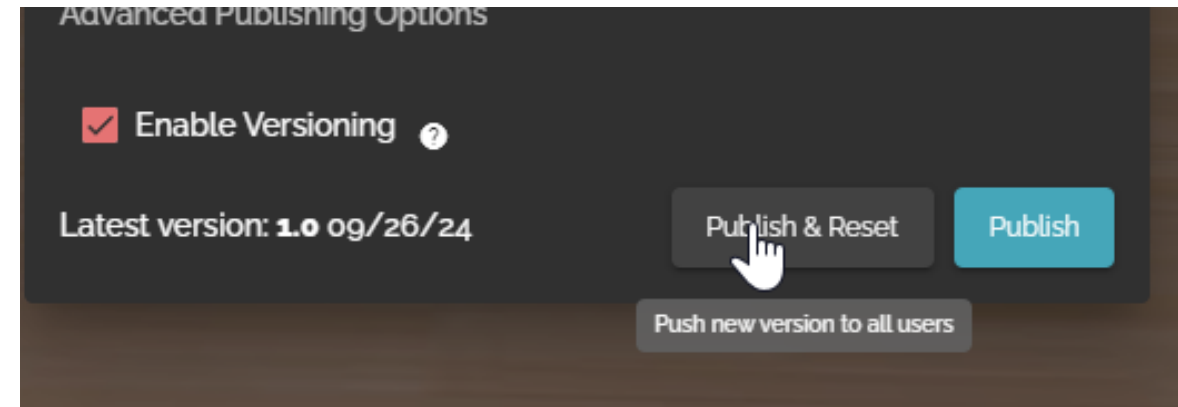 Advanced Publishing Options
Enable Versioning ?
Latest version: 1.0 09/26/24
Publish & Reset
Publish
Push new version to all users